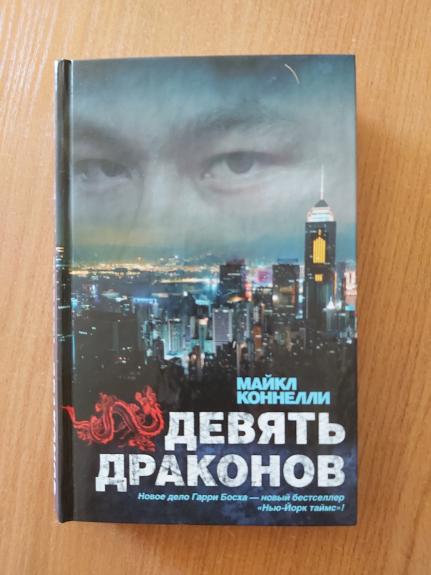 МАЙКЛ
КОННЕЛЛИ
ДЕВЯТЬ
ДРАКОНОВ
Новое дело Гарри Босха — новый бестселлер
«Нью-Йорк таймс»!